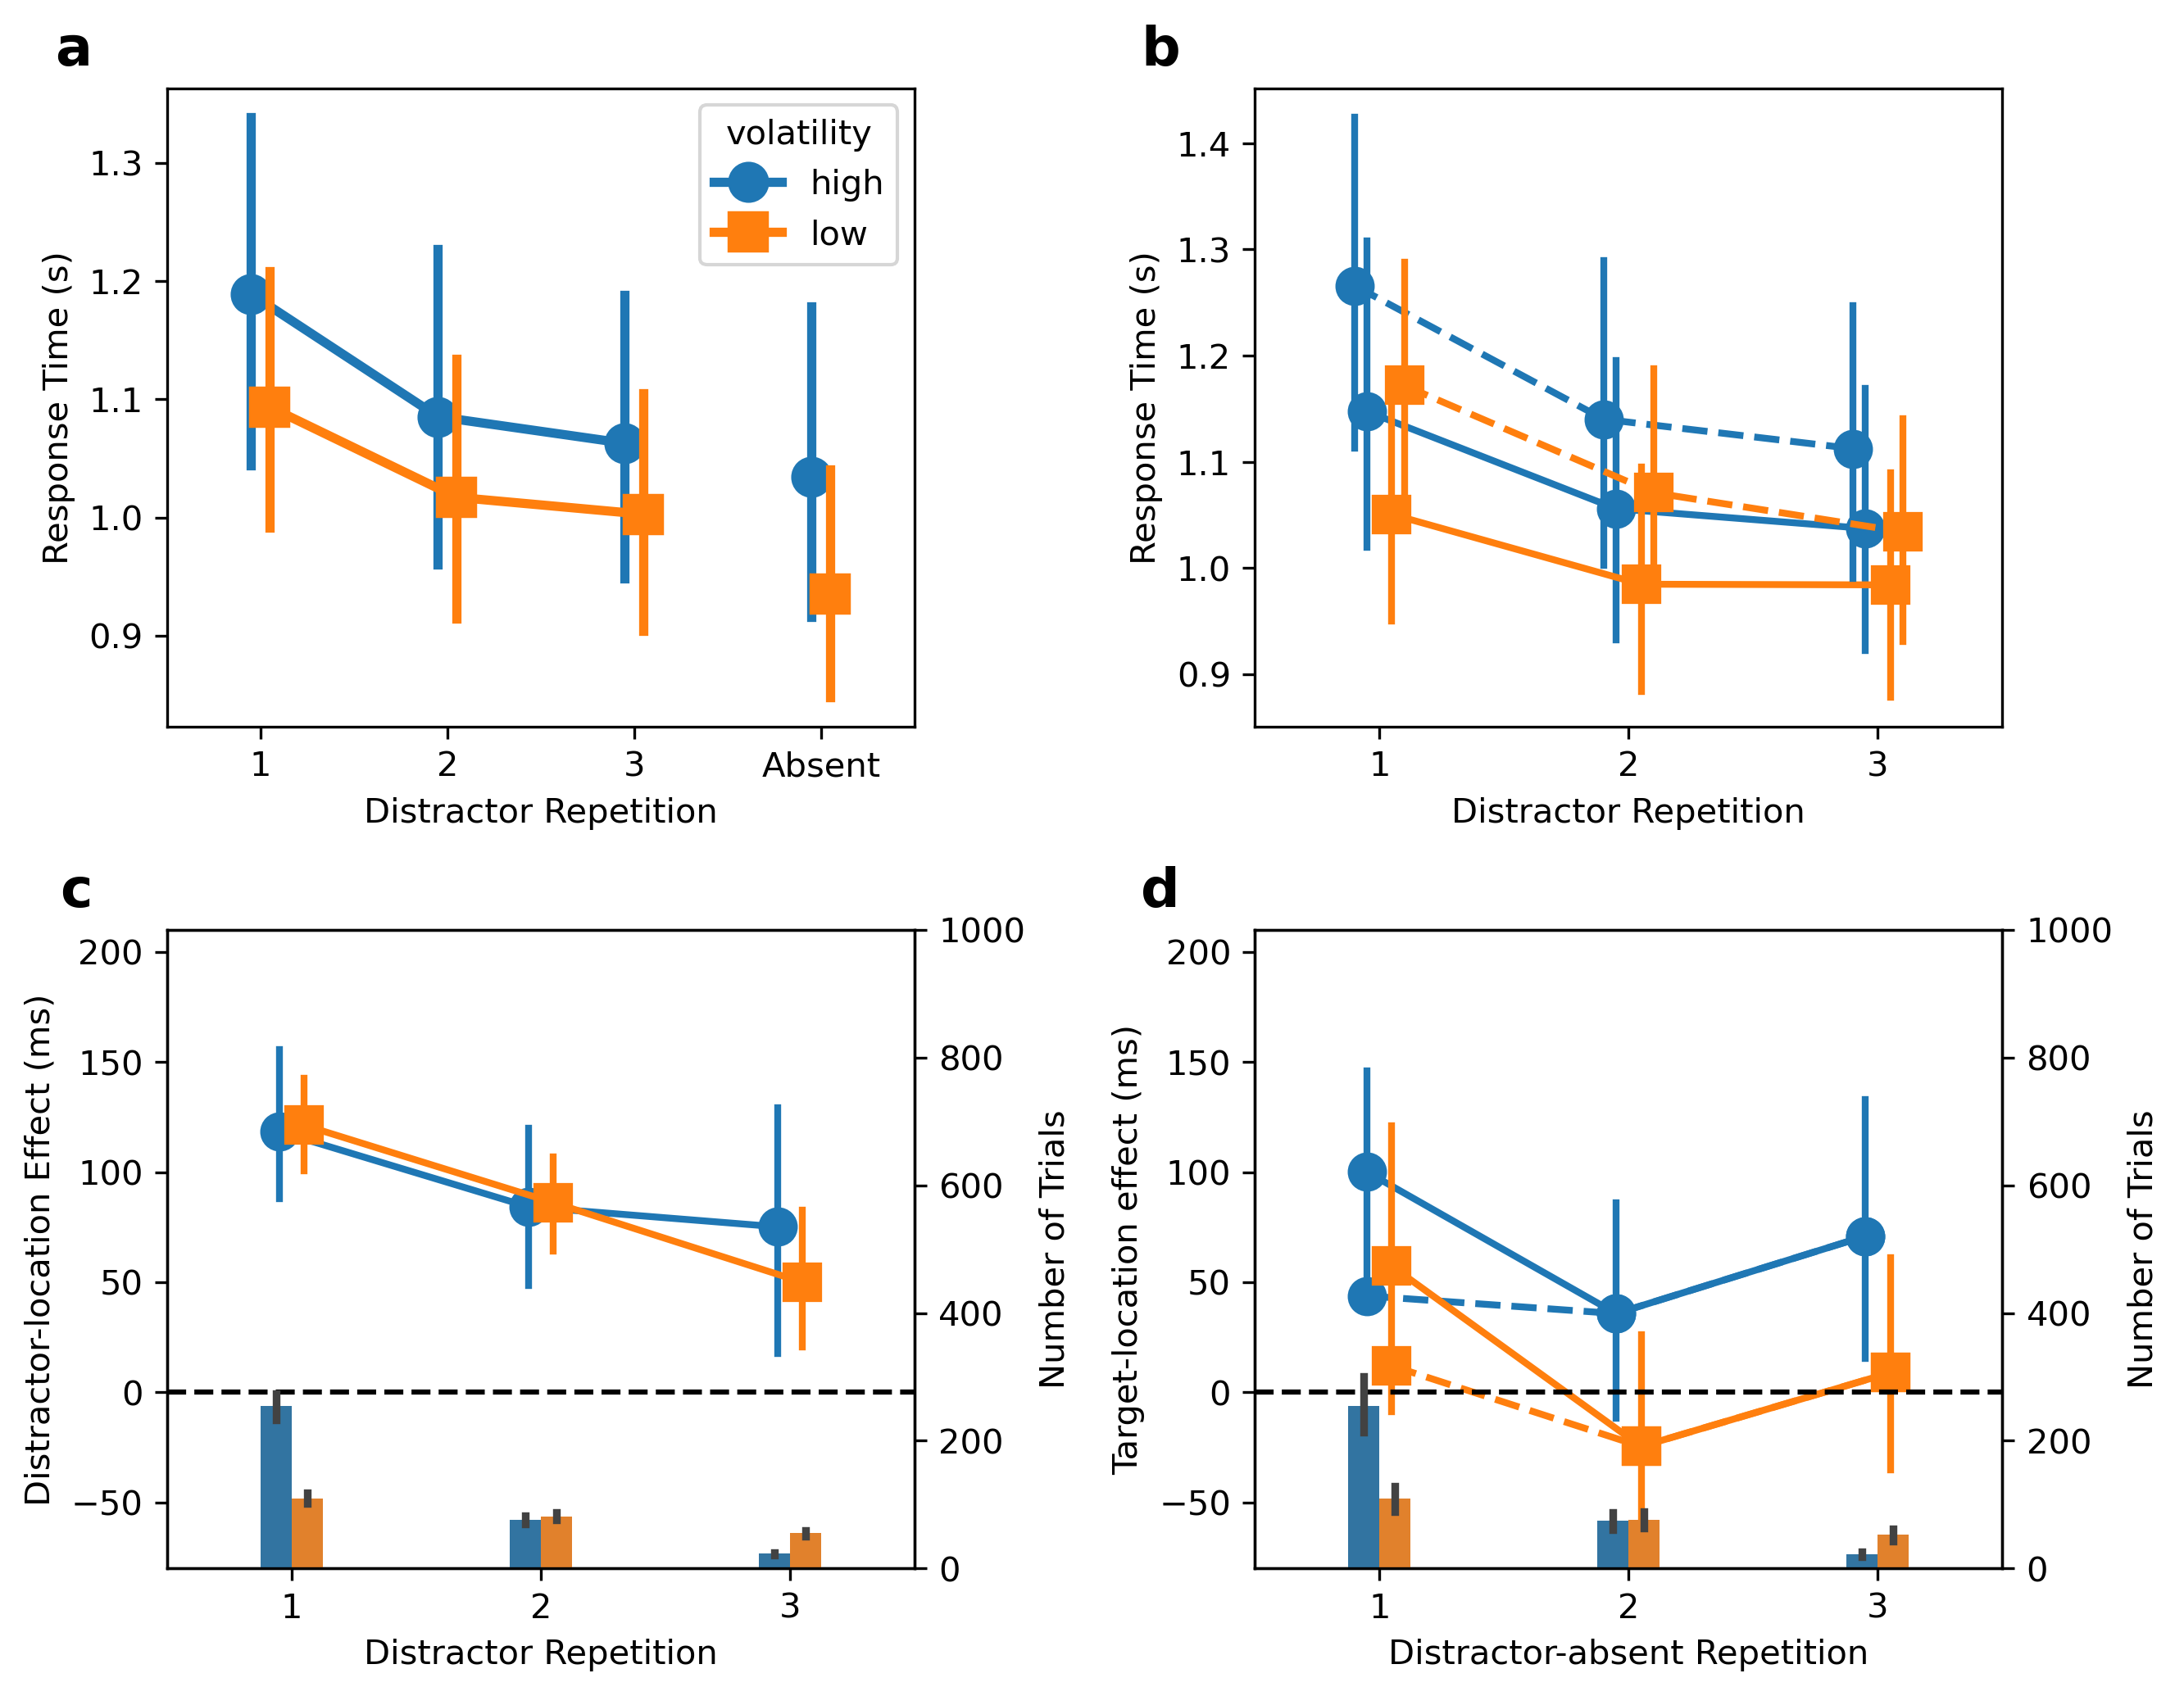 a
Response Time (s)
1.3
1.2
1.1
1.0
0.9
volatility
high
low
1 2 3 Absent
Distractor Repetition
b
Response Time (s)
1.4
1.3
1.2
1.1
1.0
0.9
1 2 3
Distractor Repetition
c
Distractor-location Effect (ms)
200
150
100
50
0
−50
1000
800
600
400
200
0
Number of Trials
1 2 3
Distractor Repetition
d
Target-location effect (ms)
200
150
100
50
0
−50
1000
800
600
400
200
0
Number of Trials
1 2 3
Distractor-absent Repetition